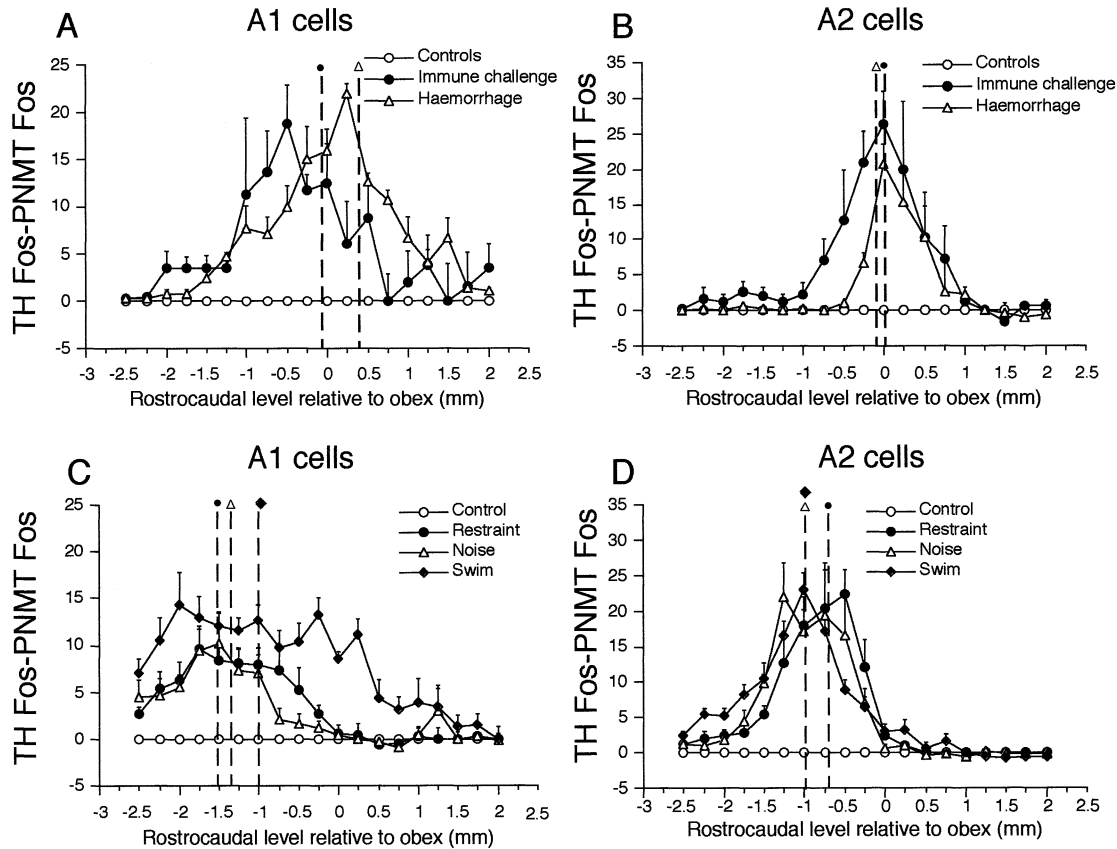 A
A1 cells
Controls
Immune challenge
Haemorrhage
TH Fos-PNMT Fos
25
20
15
10
5
0
-5
-3 -2.5 -2 -1.5 -1 -0.5 0 0.5 1 1.5 2 2.5
Rostrocaudal level relative to obex (mm)
B
A2 cells
Controls
Immune challenge
Haemorrhage
TH Fos-PNMT Fos
35
30
25
20
15
10
5
0
-5
-3 -2.5 -2 -1.5 -1 -0.5 0 0.5 1 1.5 2 2.5
Rostrocaudal level relative to obex (mm)
C
A1 cells
Control
Restraint
Noise
Swim
TH Fos-PNMT Fos
25
20
15
10
5
0
-5
-3 -2.5 -2 -1.5 -1 -0.5 0 0.5 1 1.5 2 2.5
Rostrocaudal level relative to obex (mm)
D
A2 cells
Control
Restraint
Noise
Swim
TH Fos-PNMT Fos
35
30
25
20
15
10
5
0
-5
-3 -2.5 -2 -1.5 -1 -0.5 0 0.5 1 1.5 2 2.5
Rostrocaudal level relative to obex (mm)